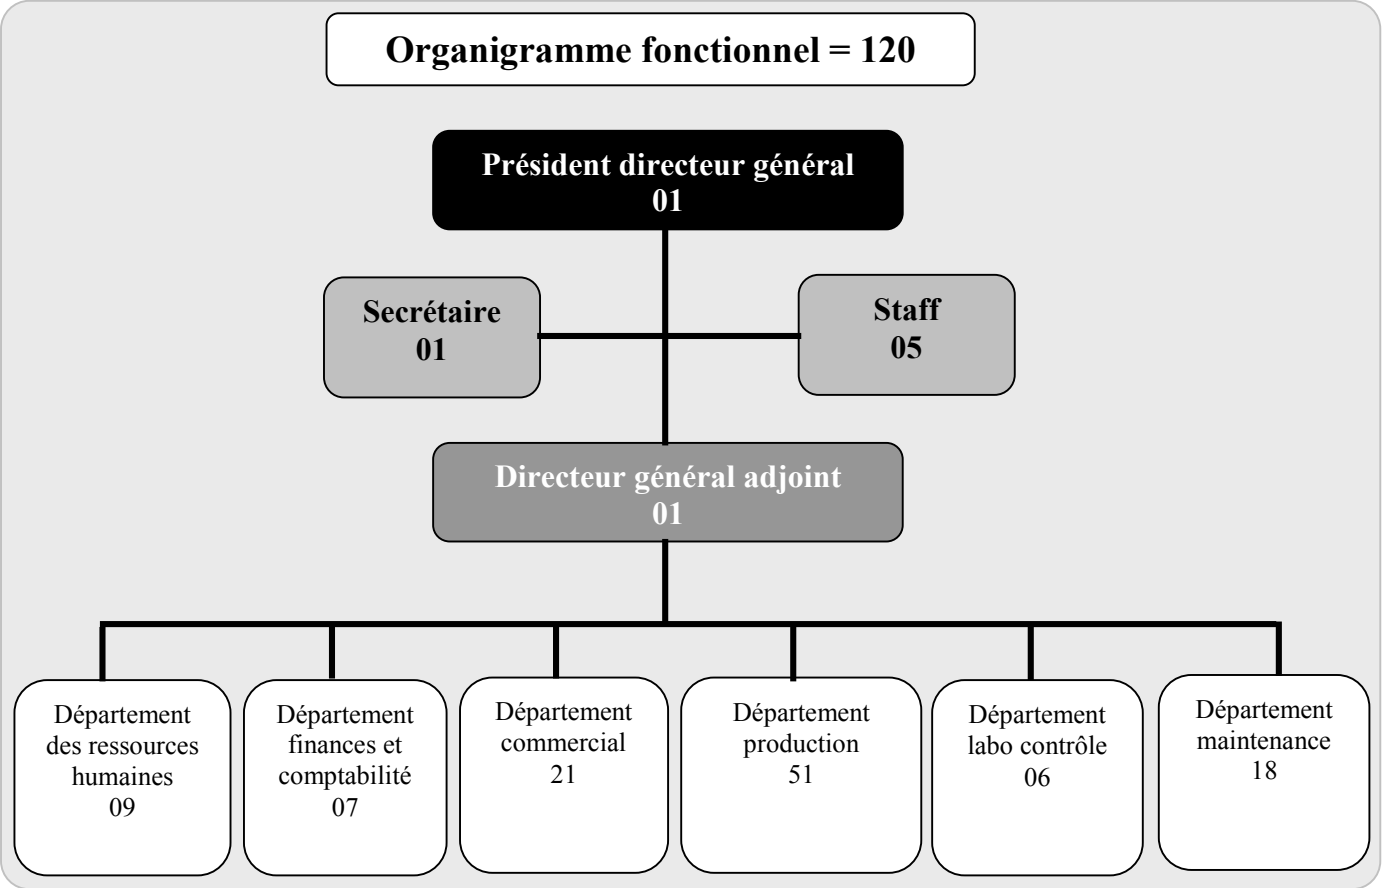 Organigramme fonctionnel = 120
Président directeur général
01
Secrétaire
01
Staff
05
Directeur général adjoint
01
Département
des ressources
humaines
09
Département
finances et
comptabilité
07
Département
commercial
21
Département
production
51
Département
labo contrôle
06
Département
maintenance
18